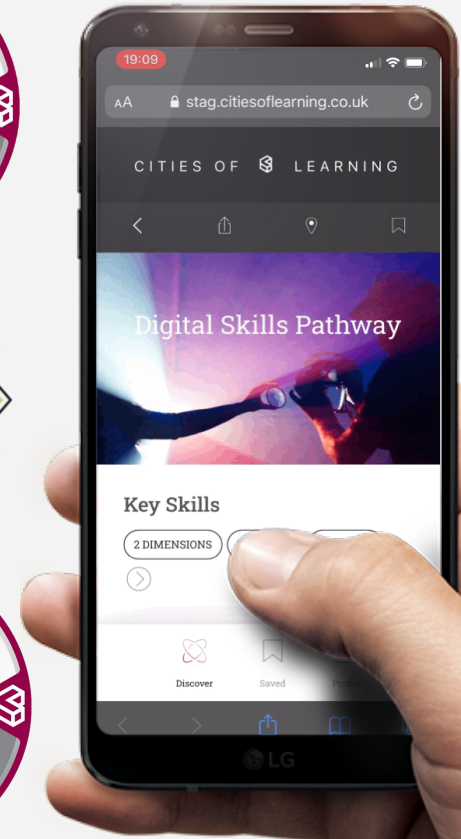 19:09
AA stag.citiesoflearning.co.uk
CITIES OF LEARNING
Digital Skills Pathway
Key Skills
2 DIMENSIONS
Discover Saved Profile
LG